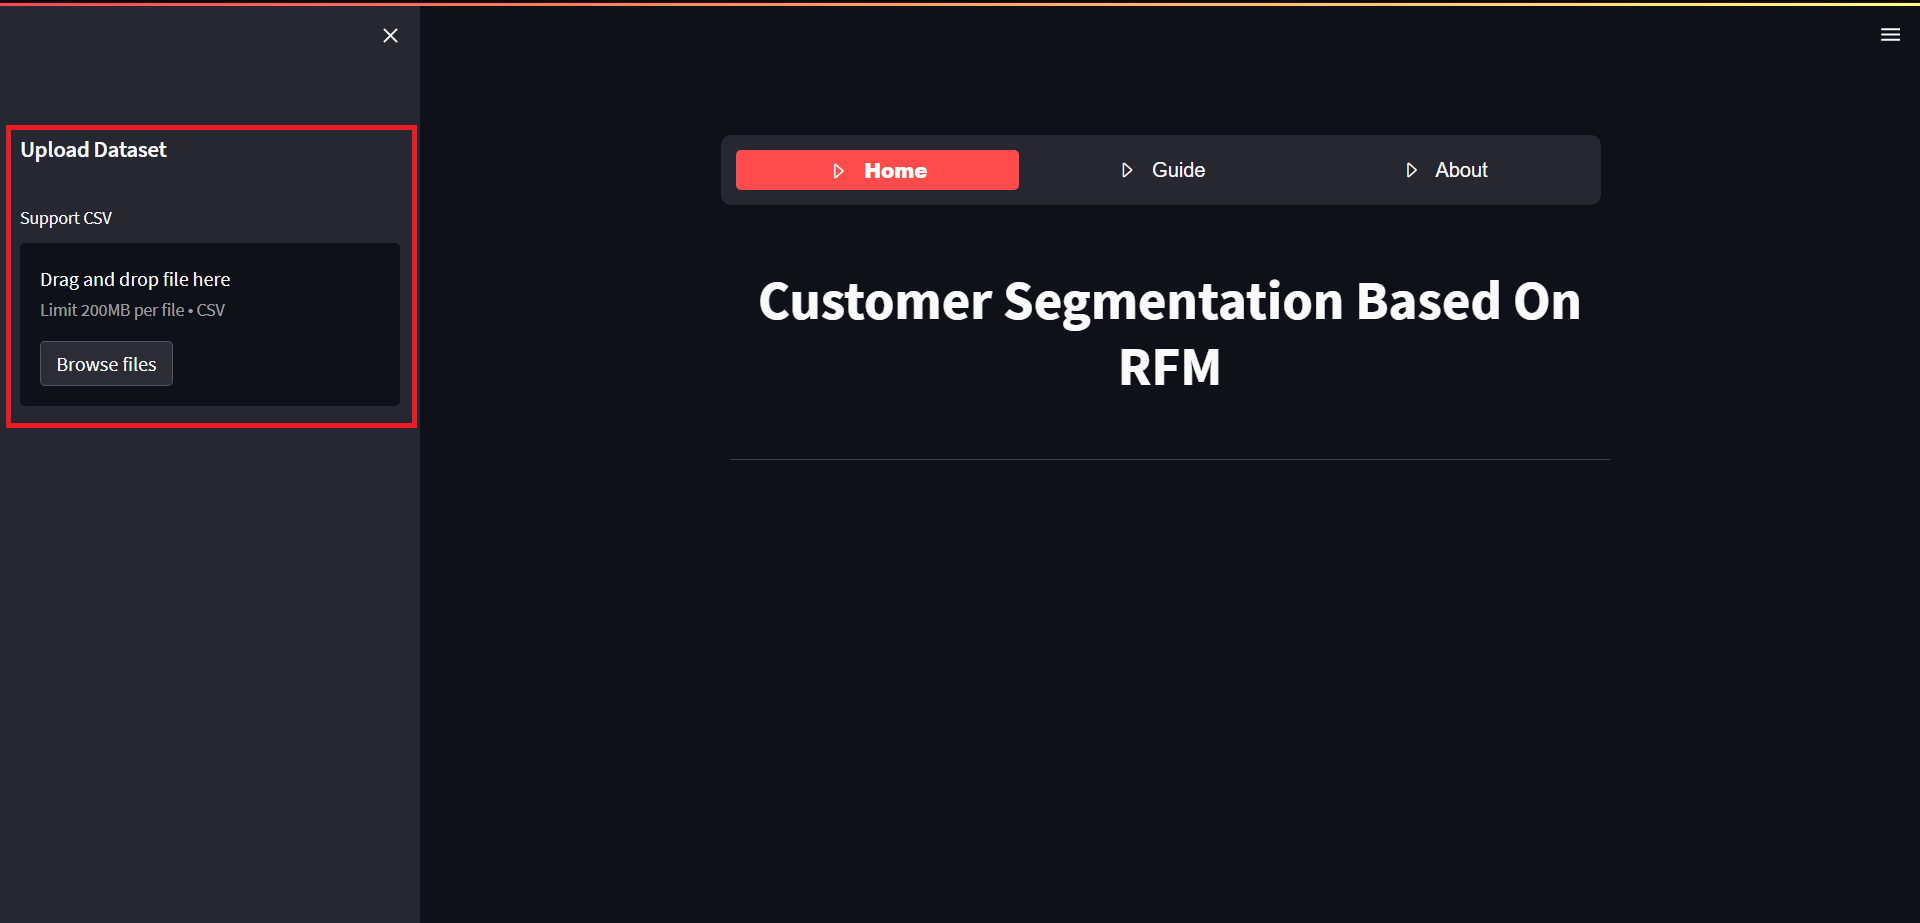 Upload Dataset
Support CSV
Drag and drop file here
Limit 200MB per file • CSV
Browse files
Home
Guide
About
Customer Segmentation Based On
RFM